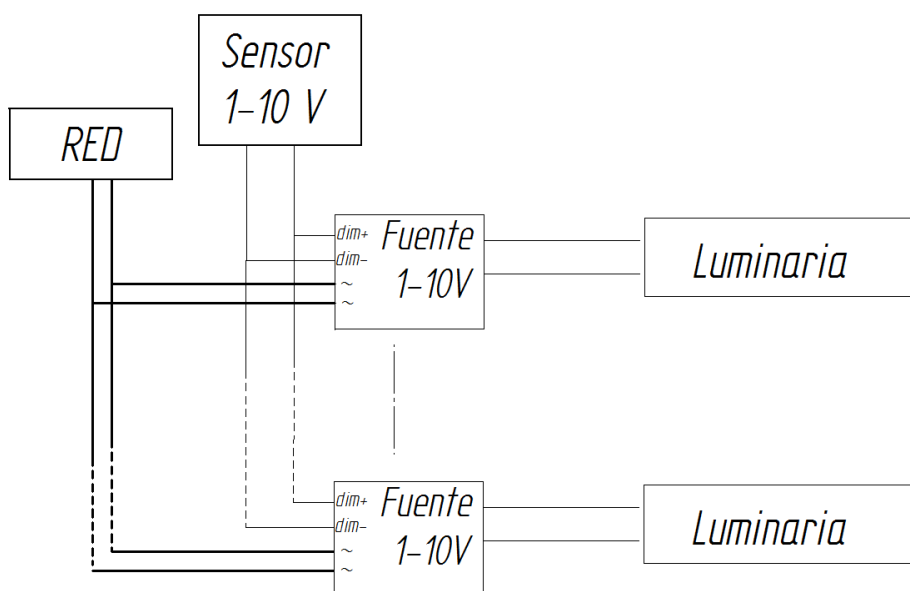 Sensor
1-10 V
RED
dim+
Fuente
dim-
1-10V
~
~
Luminaria
dim+
Fuente
dim-
1-10V
~
~
Luminaria